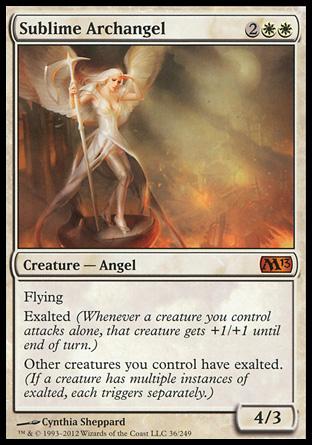 Sublime Archangel 2
Creature — Angel M13
Flying
Exalted (Whenever a creature you control
attacks alone, that creature gets +1/+1 until
end of turn.)
Other creatures you control have exalted.
(If a creature has multiple instances of
exalted, each triggers separately.)
Cynthia Sheppard
™ & © 1993-2012 Wizards of the Coast LLC 36/249
4/3